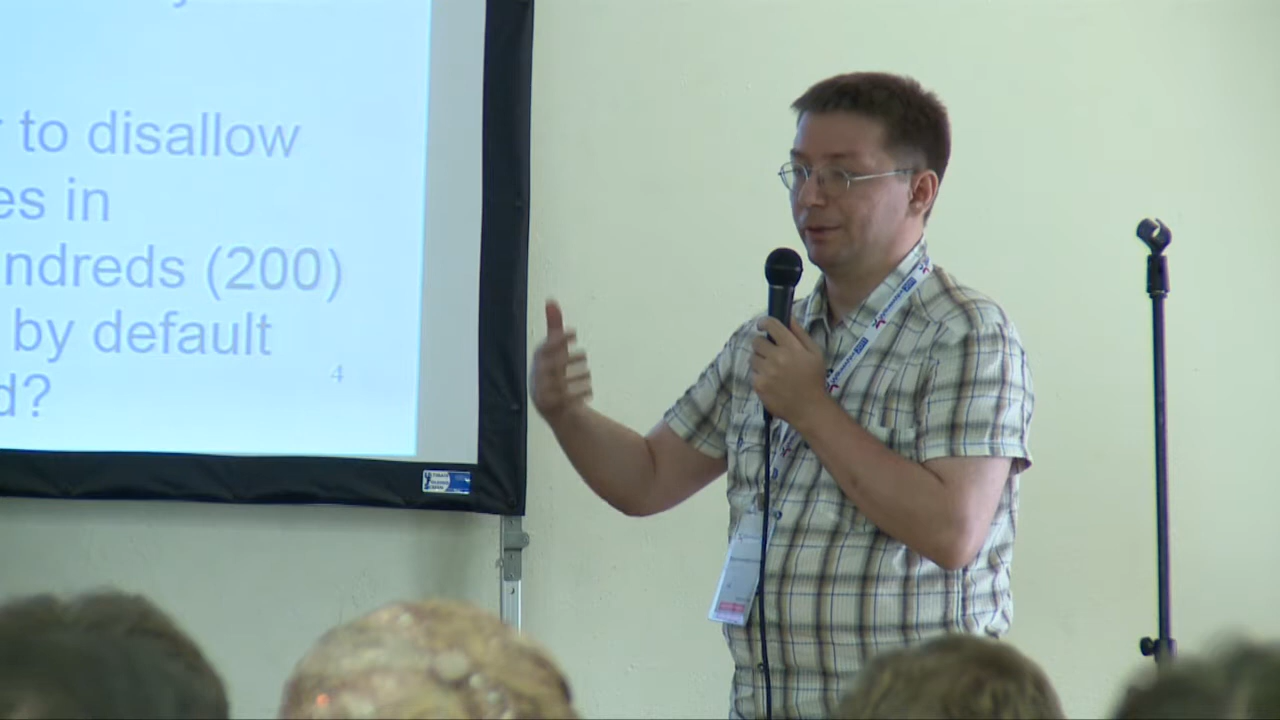 r to disallow
es in
ndreds (200)
by default
d?
4